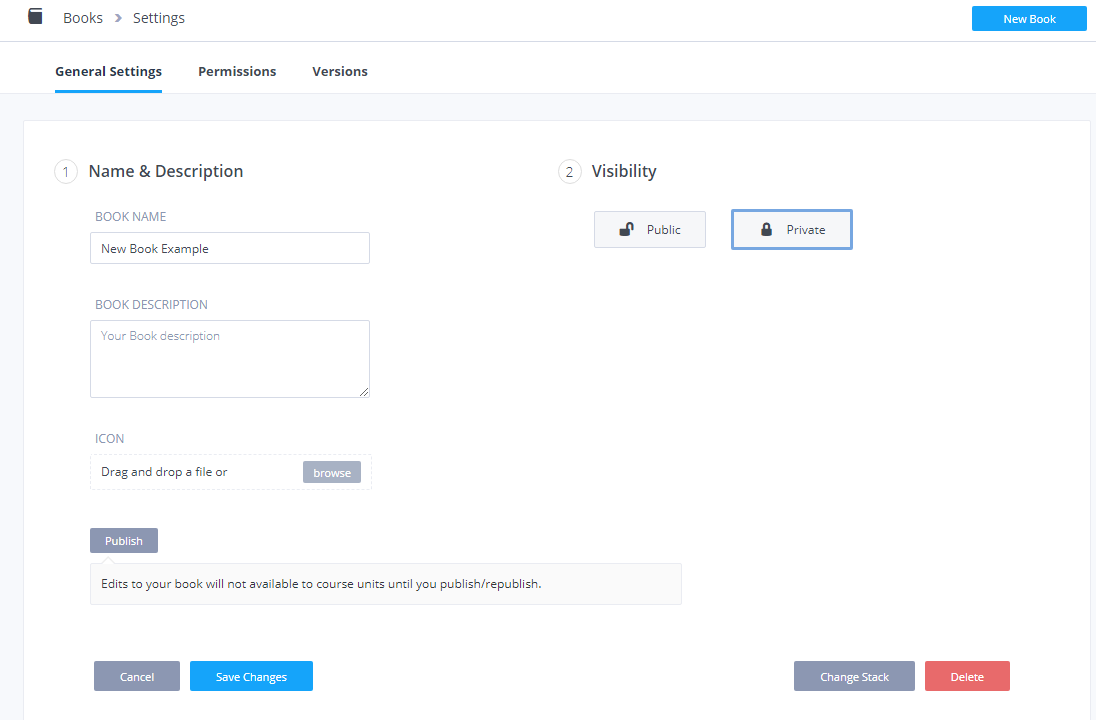 Books > Settings
New Book
General Settings Permissions Versions
1 Name & Description
2 Visibility
BOOK NAME
New Book Example
Public
Private
BOOK DESCRIPTION
Your Book description
ICON
Drag and drop a file or browse
Publish
Edits to your book will not available to course units until you publish/republish.
Cancel Save Changes Change Stack Delete